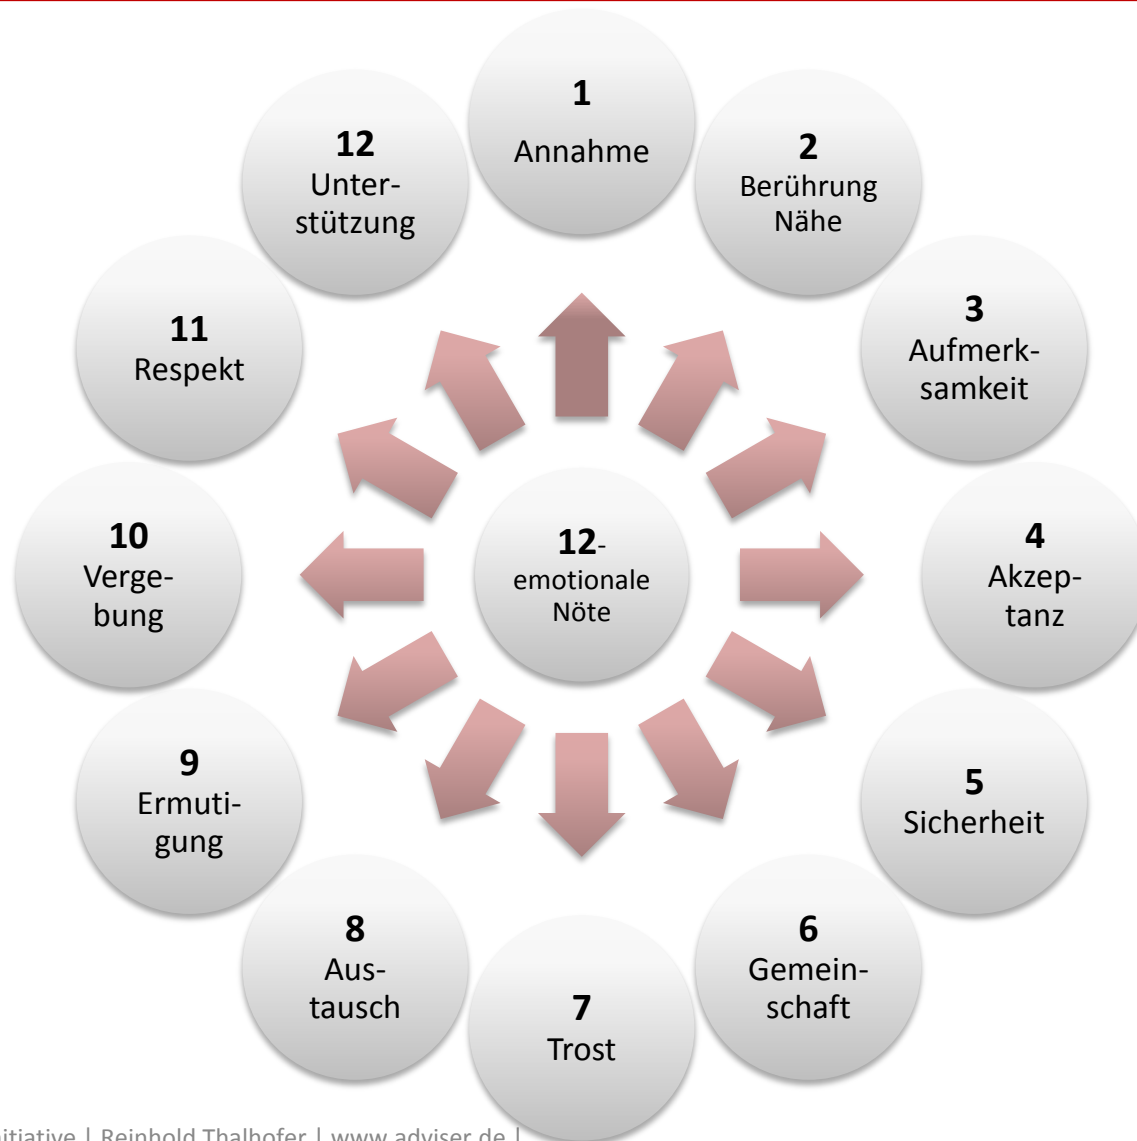 1
Annahme
2
Berührung
Nähe
3
Aufmerk-
samkeit
4
Akzep-
tanz
5
Sicherheit
6
Gemein-
schaft
7
Trost
8
Aus-
tausch
9
Ermuti-
gung
10
Verge-
bung
11
Respekt
12
Unter-
stützung
12-
emotionale
Nöte
nitiative | Reinhold Thalhofer | www.adviser.de |